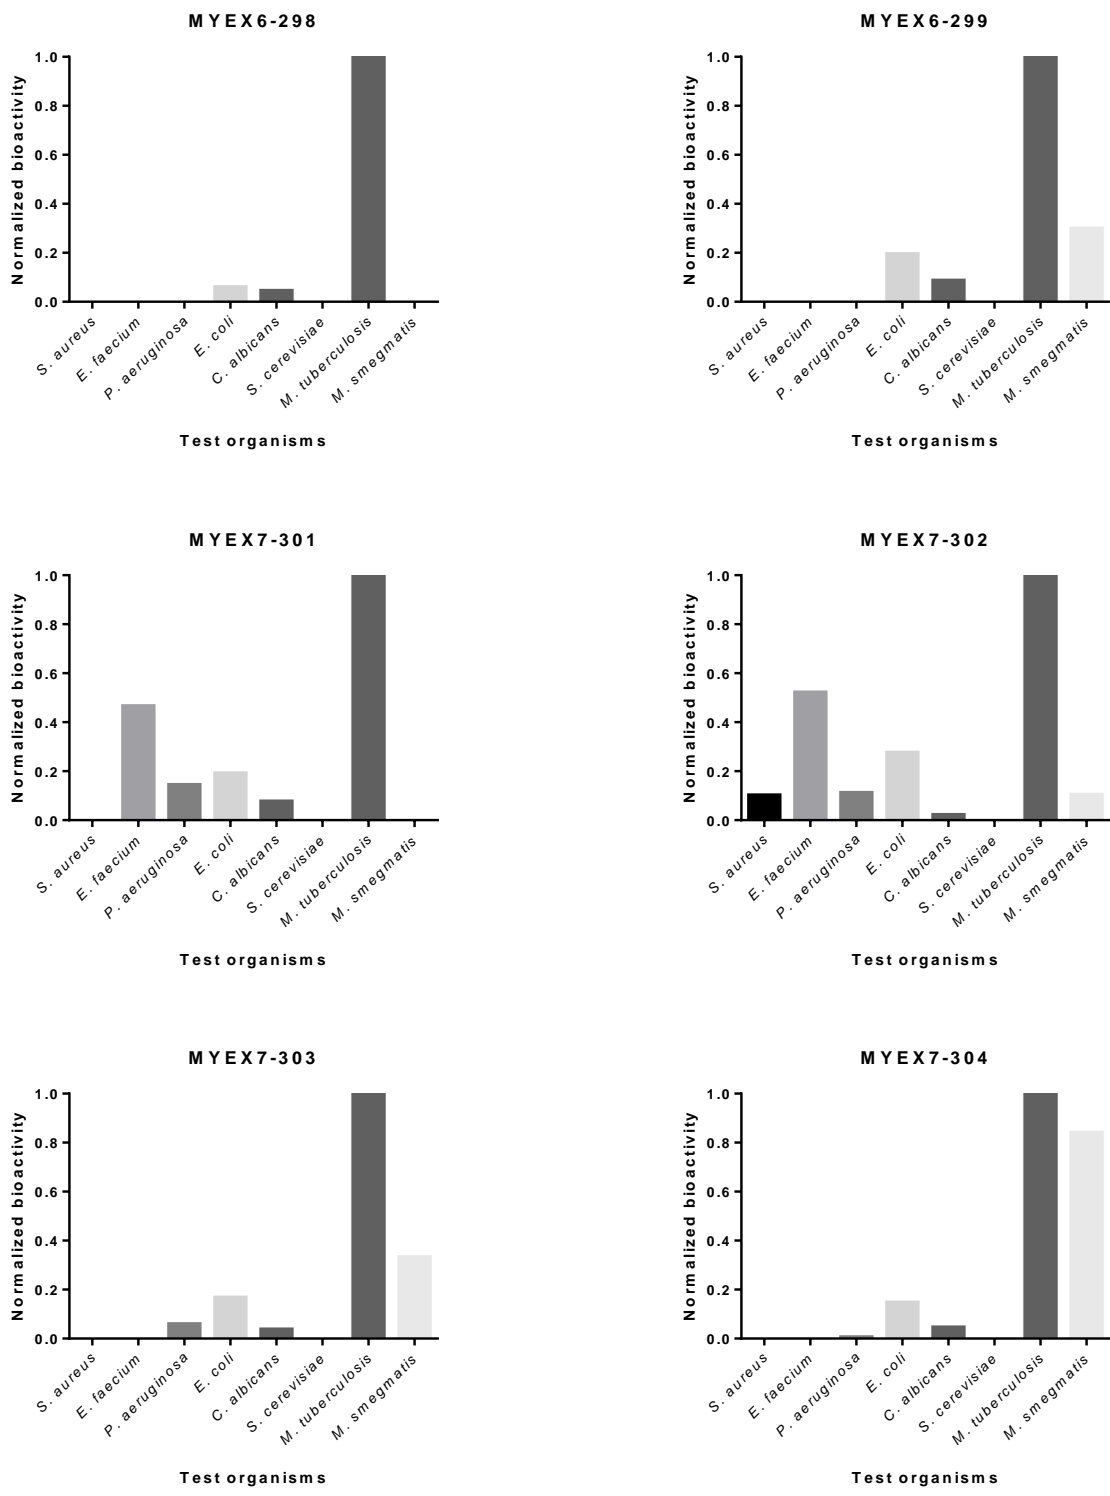 MYEX6-298
Normalized bioactivity
1.0
0.8
0.6
0.4
0.2
0.0
S. aureus
E. faecium
P. aeruginosa
E. coli
C. albicans
S. cerevisiae
M. tuberculosis
M. smegmatis
Test organisms
MYEX6-299
Normalized bioactivity
1.0
0.8
0.6
0.4
0.2
0.0
S. aureus
E. faecium
P. aeruginosa
E. coli
C. albicans
S. cerevisiae
M. tuberculosis
M. smegmatis
Test organisms
MYEX7-301
Normalized bioactivity
1.0
0.8
0.6
0.4
0.2
0.0
S. aureus
E. faecium
P. aeruginosa
E. coli
C. albicans
S. cerevisiae
M. tuberculosis
M. smegmatis
Test organisms
MYEX7-302
Normalized bioactivity
1.0
0.8
0.6
0.4
0.2
0.0
S. aureus
E. faecium
P. aeruginosa
E. coli
C. albicans
S. cerevisiae
M. tuberculosis
M. smegmatis
Test organisms
MYEX7-303
Normalized bioactivity
1.0
0.8
0.6
0.4
0.2
0.0
S. aureus
E. faecium
P. aeruginosa
E. coli
C. albicans
S. cerevisiae
M. tuberculosis
M. smegmatis
Test organisms
MYEX7-304
Normalized bioactivity
1.0
0.8
0.6
0.4
0.2
0.0
S. aureus
E. faecium
P. aeruginosa
E. coli
C. albicans
S. cerevisiae
M. tuberculosis
M. smegmatis
Test organisms